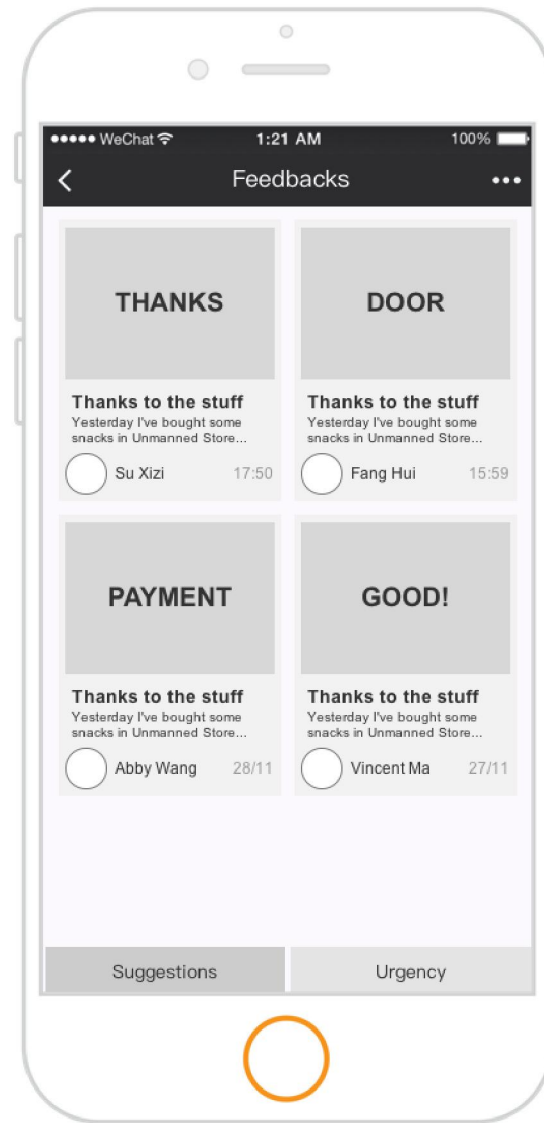 WeChat 1:21 AM 100%
Feedbacks
THANKS
Thanks to the stuff
Yesterday I've bought some
snacks in Unmanned Store...
Su Xizi 17:50
DOOR
Thanks to the stuff
Yesterday I've bought some
snacks in Unmanned Store...
Fang Hui 15:59
PAYMENT
Thanks to the stuff
Yesterday I've bought some
snacks in Unmanned Store...
Abby Wang 28/11
GOOD!
Thanks to the stuff
Yesterday I've bought some
snacks in Unmanned Store...
Vincent Ma 27/11
Suggestions Urgency